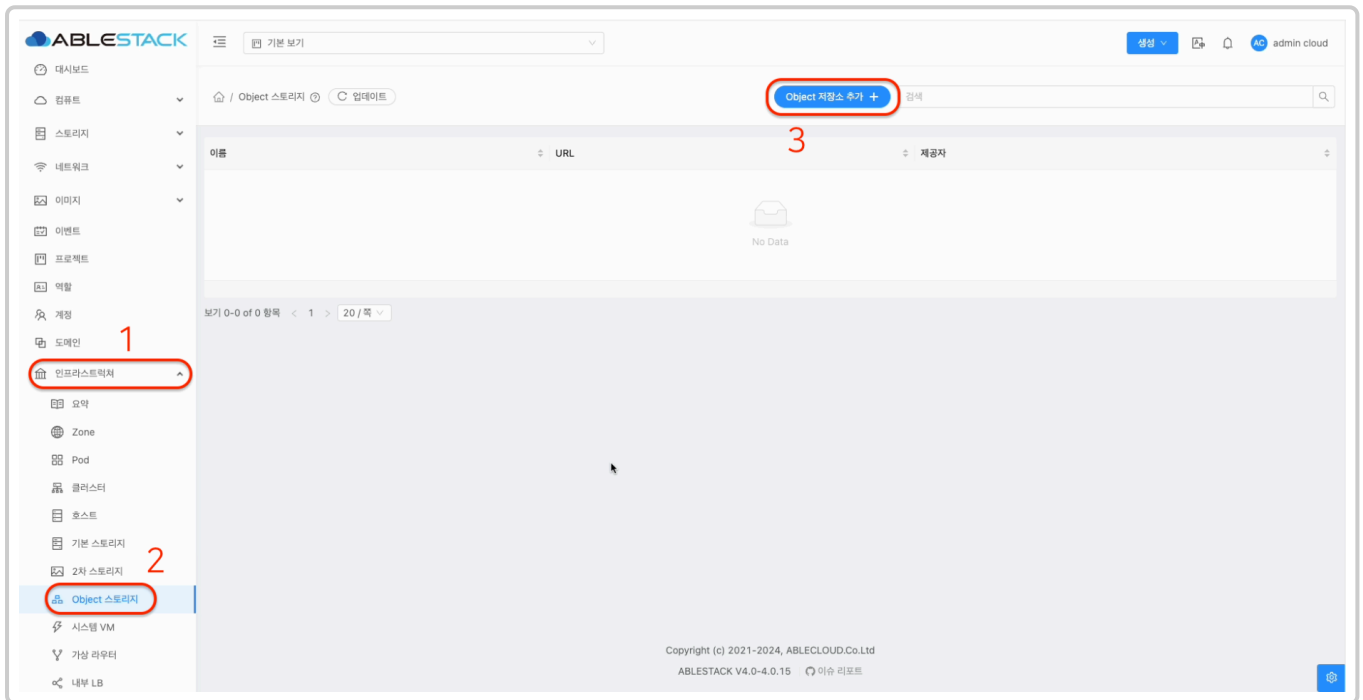 ABLESTACK
기본 보기
생성
AC admin cloud
대시보드
컴퓨트
스토리지
네트워크
이미지
이벤트
프로젝트
역할
계정
도메인
1
인프라스트럭쳐
요약
Zone
Pod
클러스터
호스트
기본 스토리지
2차 스토리지
2
Object 스토리지
시스템 VM
가상 라우터
내부 LB
/ Object 스토리지 업데이트
Object 저장소 추가 +
검색
3
이름 URL 제공자
No Data
보기 0-0 of 0 항목 < 1 > 20 / 쪽
Copyright (c) 2021-2024, ABLECLOUD.Co.Ltd
ABLESTACK V4.0-4.0.15 이슈 리포트